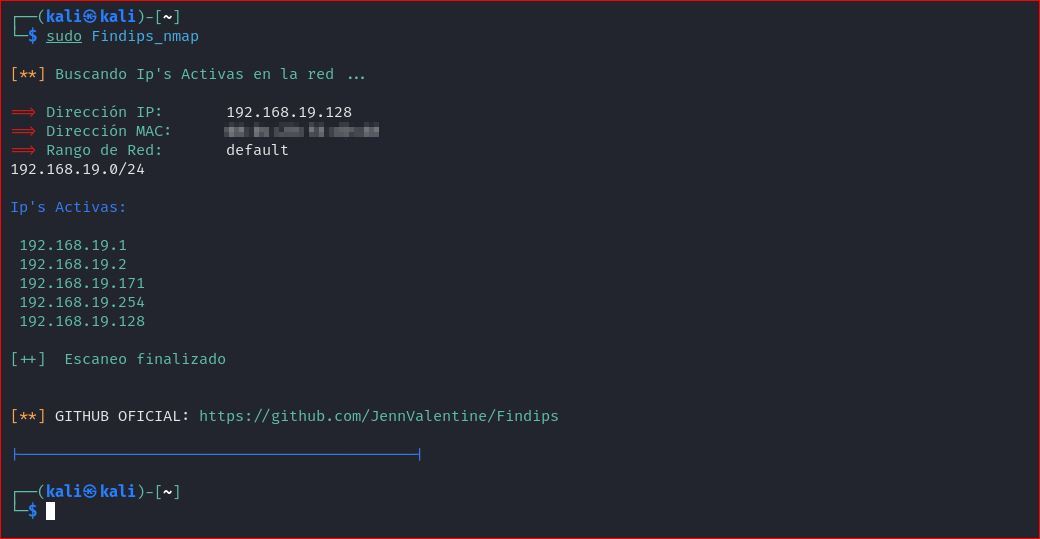 ┌──(kali㉿kali)-[~]
└─$ sudo Findips_nmap
[**] Buscando Ip's Activas en la red ...
==> Dirección IP: 192.168.19.128
==> Dirección MAC:
==> Rango de Red: default
192.168.19.0/24
Ip's Activas:
192.168.19.1
192.168.19.2
192.168.19.171
192.168.19.254
192.168.19.128
[++] Escaneo finalizado
[**] GITHUB OFICIAL: https://github.com/JennValentine/Findips
┌──(kali㉿kali)-[~]
└─$